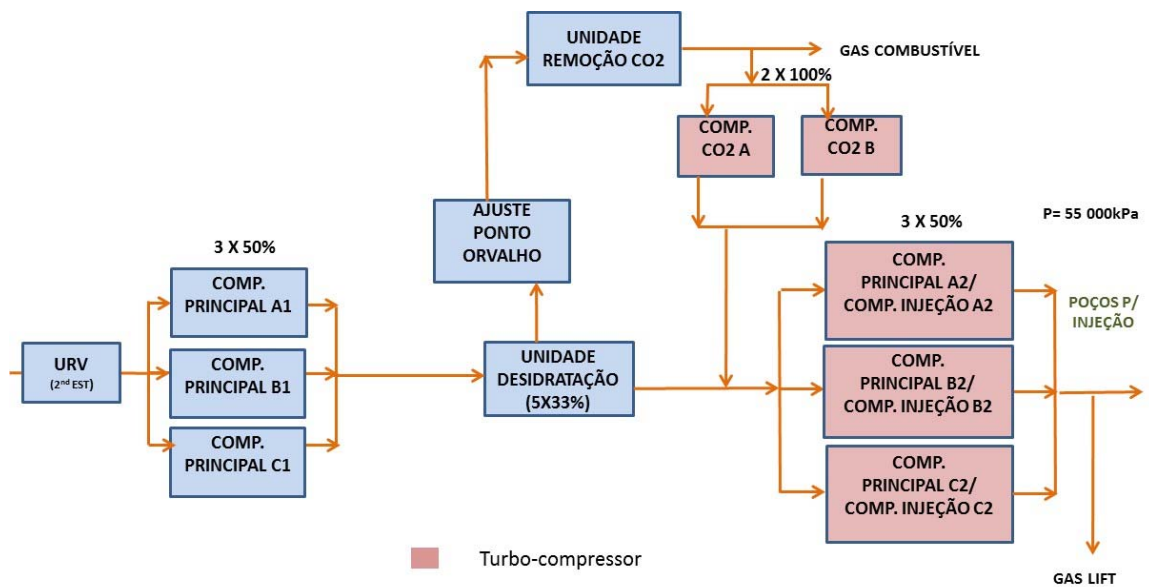 UNIDADE
REMOÇÃO CO2
GAS COMBUSTÍVEL
2 X 100%
COMP.
CO2 A
COMP.
CO2 B
AJUSTE
PONTO
ORVALHO
3 X 50%
COMP.
PRINCIPAL A1
COMP.
PRINCIPAL B1
COMP.
PRINCIPAL C1
URV
(2nd EST)
UNIDADE
DESIDRATAÇÃO
(5X33%)
3 X 50%
P= 55 000kPa
COMP.
PRINCIPAL A2/
COMP. INJEÇÃO A2
COMP.
PRINCIPAL B2/
COMP. INJEÇÃO B2
COMP.
PRINCIPAL C2/
COMP. INJEÇÃO C2
POÇOS P/
INJEÇÃO
GAS LIFT
Turbo-compressor